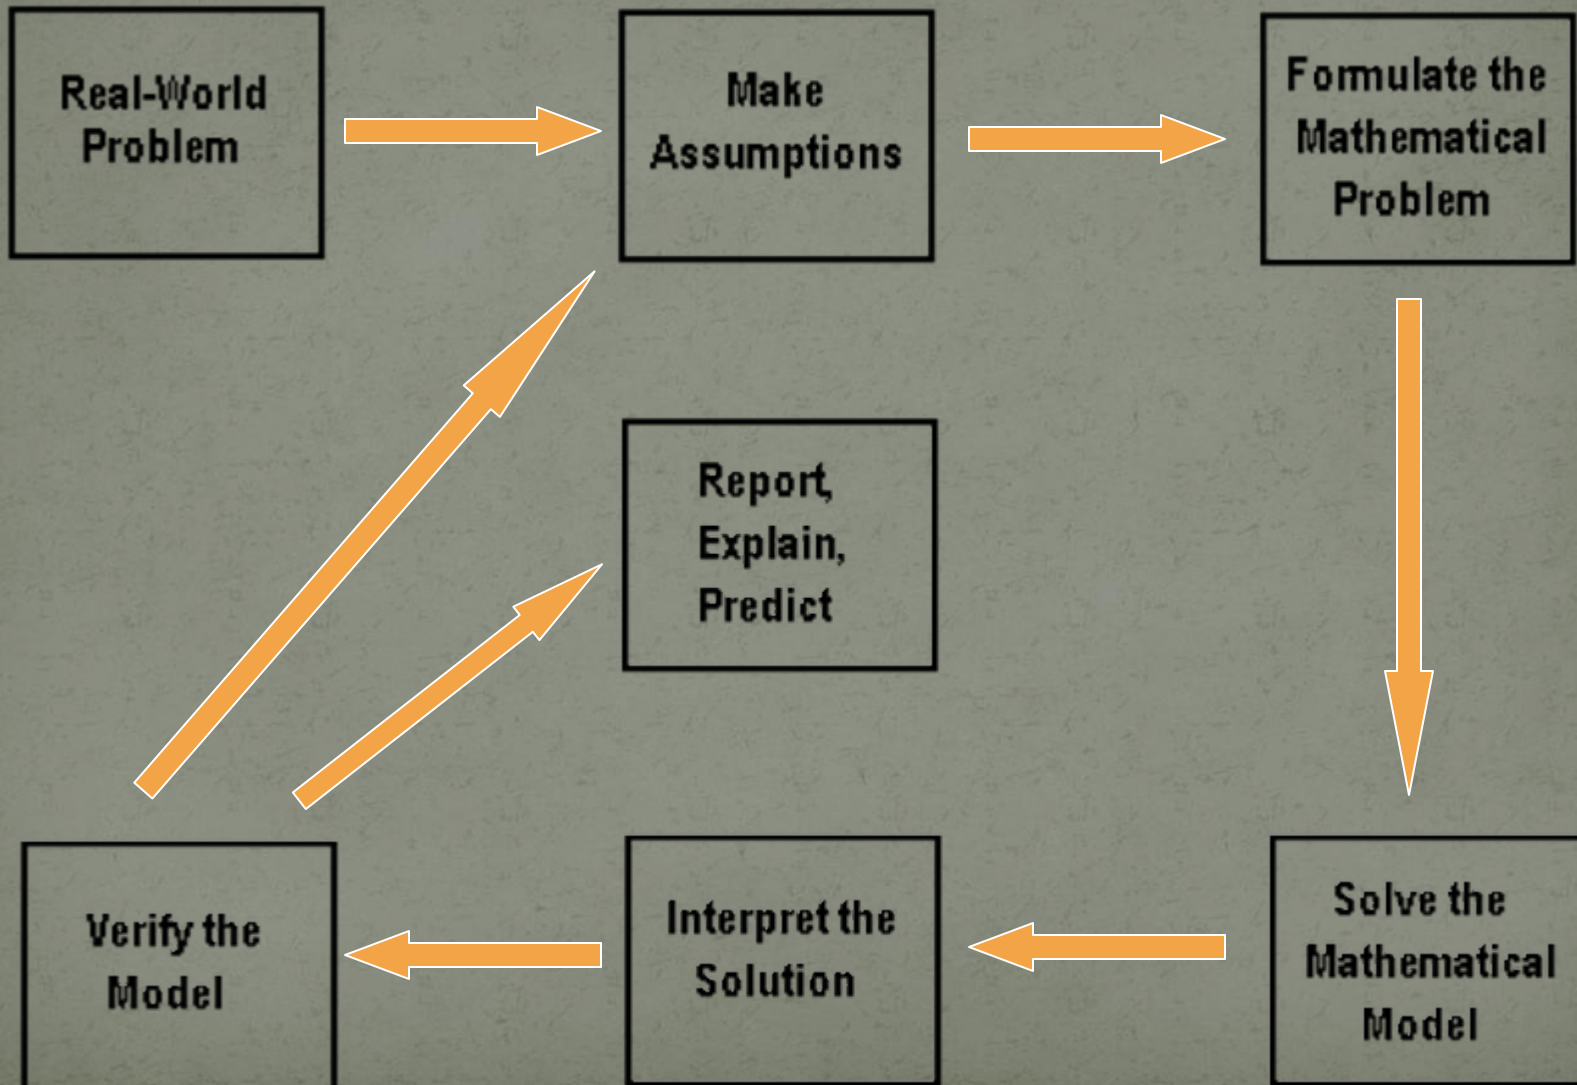 Real-World
Problem
Make
Assumptions
Formulate the
Mathematical
Problem
Report,
Explain,
Predict
Verify the
Model
Interpret the
Solution
Solve the
Mathematical
Model